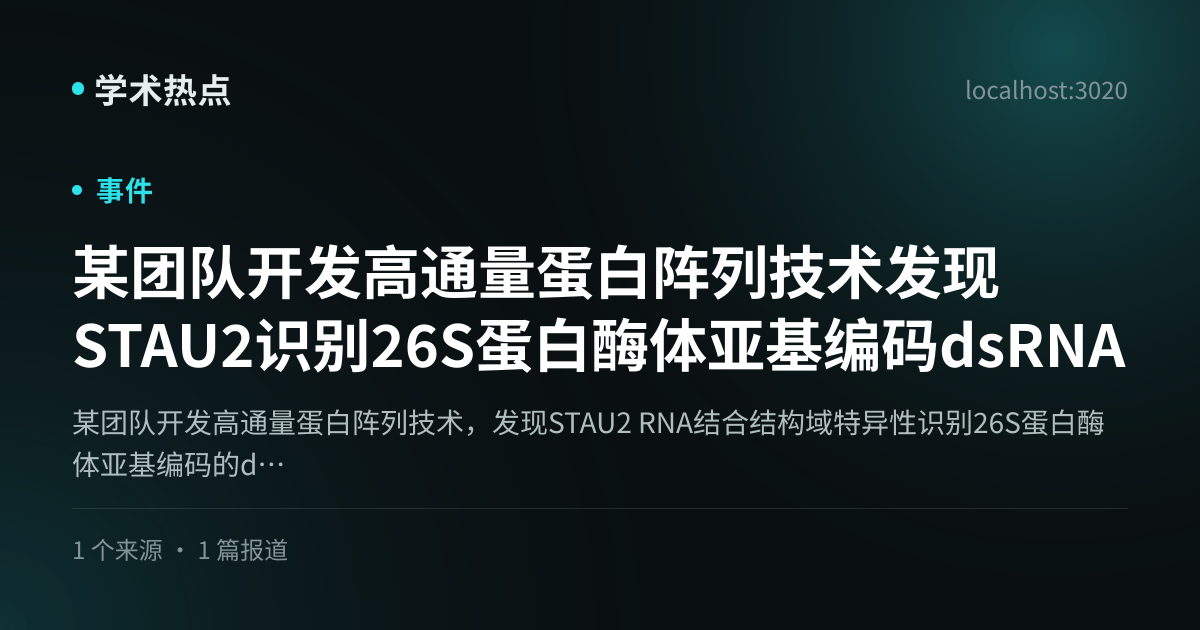 学术热点
localhost:3020
事件
某团队开发高通量蛋白阵列技术发现
STAU2识别26S蛋白酶体亚基编码dsRNA
某团队开发高通量蛋白阵列技术，发现STAU2 RNA结合结构域特异性识别26S蛋白酶
体亚基编码的d…
1 个来源 · 1 篇报道